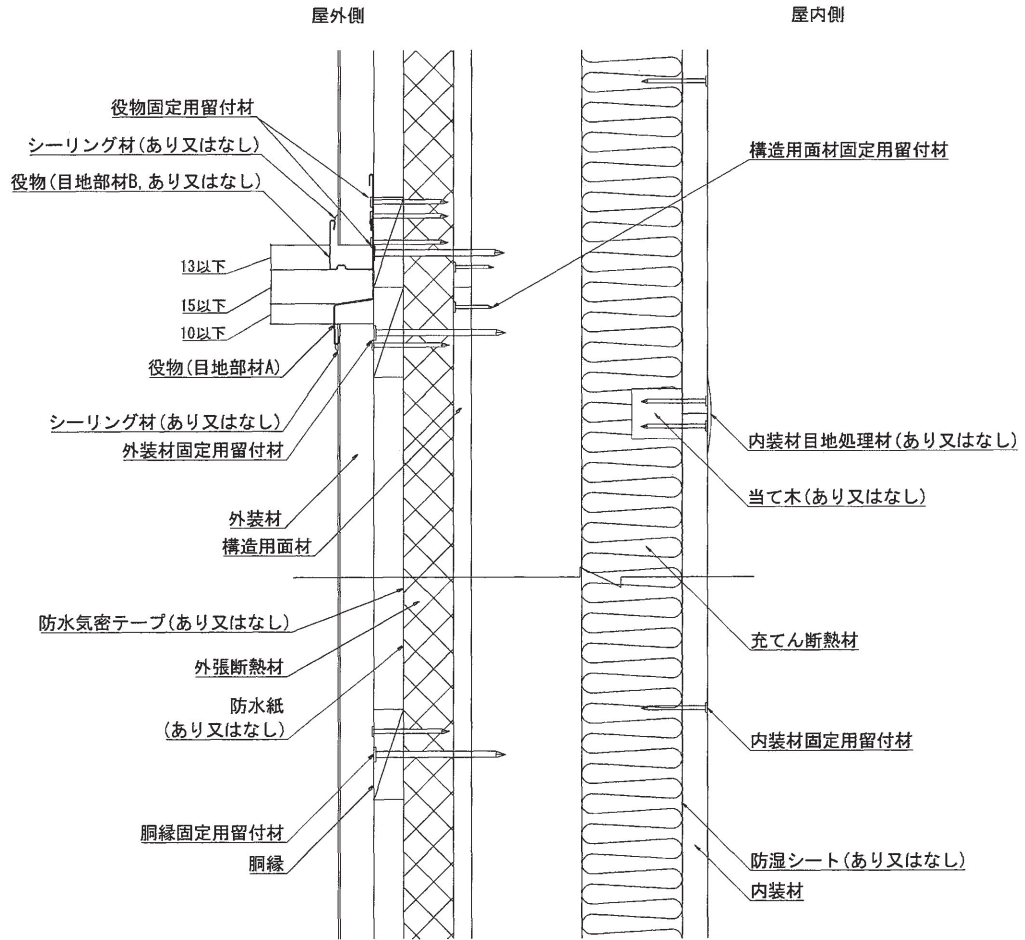 屋外側
屋内側
役物固定用留付材
シーリング材(あり又はなし)
役物(目地部材B, あり又はなし)
13以下
15以下
10以下
役物(目地部材A)
シーリング材(あり又はなし)
外装材固定用留付材
外装材
構造用面材
防水気密テープ(あり又はなし)
外張断熱材
防水紙
(あり又はなし)
胴縁固定用留付材
胴縁
構造用面材固定用留付材
内装材目地処理材(あり又はなし)
当て木(あり又はなし)
充てん断熱材
内装材固定用留付材
防湿シート(あり又はなし)
内装材